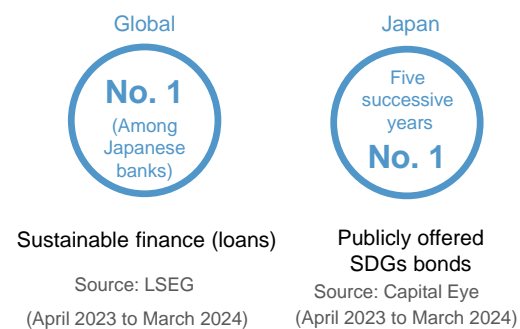 Global
No. 1
(Among
Japanese
banks)
Sustainable finance (loans)
Source: LSEG
(April 2023 to March 2024)
Japan
Five
successive
years
No. 1
Publicly offered
SDGs bonds
Source: Capital Eye
(April 2023 to March 2024)